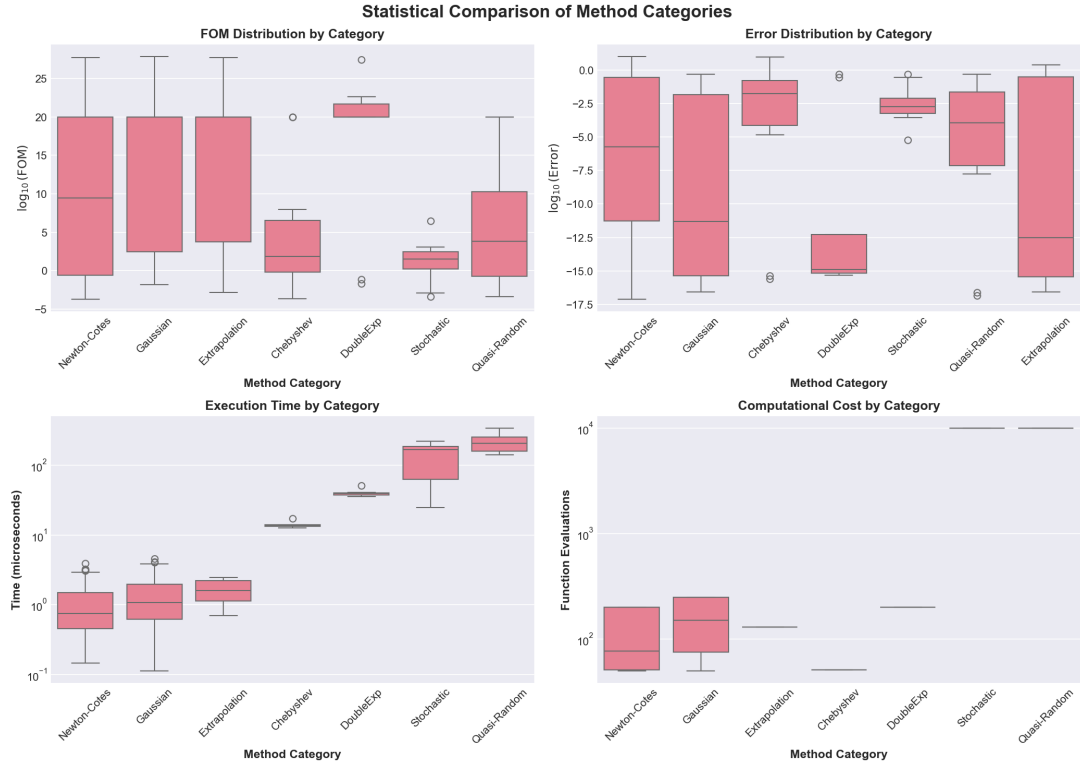 Statistical Comparison of Method Categories
FOM Distribution by Category
log₁₀(FOM)
25
20
15
10
5
0
−5
Newton-Cotes
Gaussian
Extrapolation
Chebyshev
DoubleExp
Stochastic
Quasi-Random
Method Category
Error Distribution by Category
log₁₀(Error)
0.0
−2.5
−5.0
−7.5
−10.0
−12.5
−15.0
−17.5
Newton-Cotes
Gaussian
Chebyshev
DoubleExp
Stochastic
Quasi-Random
Extrapolation
Method Category
Execution Time by Category
Time (microseconds)
10²
10¹
10⁰
10⁻¹
Newton-Cotes
Gaussian
Extrapolation
Chebyshev
DoubleExp
Stochastic
Quasi-Random
Method Category
Computational Cost by Category
Function Evaluations
10⁴
10³
10²
Newton-Cotes
Gaussian
Extrapolation
Chebyshev
DoubleExp
Stochastic
Quasi-Random
Method Category